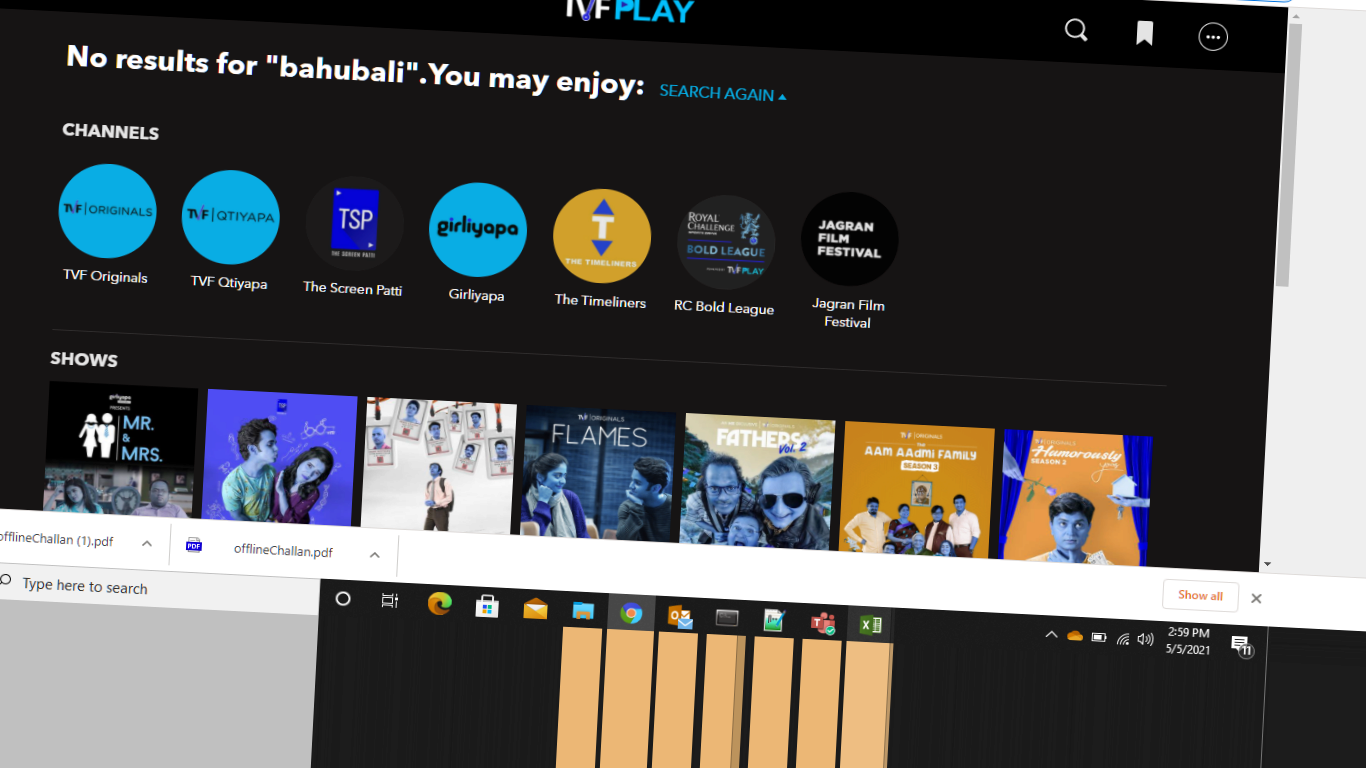 TVF PLAY
No results for "bahubali".You may enjoy: SEARCH AGAIN
CHANNELS
TVF | ORIGINALS
TVF | QTIYAPA
TSP
THE SCREEN PATTI
girliyapa
T
THE TIMELINERS
ROYAL CHALLENGE
BOLD LEAGUE
TVF PLAY
JAGRAN FILM FESTIVAL
TVF Originals
TVF Qtiyapa
The Screen Patti
Girliyapa
The Timeliners
RC Bold League
Jagran Film
Festival
SHOWS
girliyapa
PRESENTS
MR.
&
MRS.
TSP
TVF | ORIGINALS
FLAMES
FATHERS
Vol. 2
TVF | ORIGINALS
THE
AAM AADMI FAMILY
SEASON 3
ORIGINALS
Humorously
Yours
SEASON 2
offlineChallan (1).pdf
PDF
offlineChallan.pdf
Show all
Type here to search
2:59 PM
5/5/2021
11